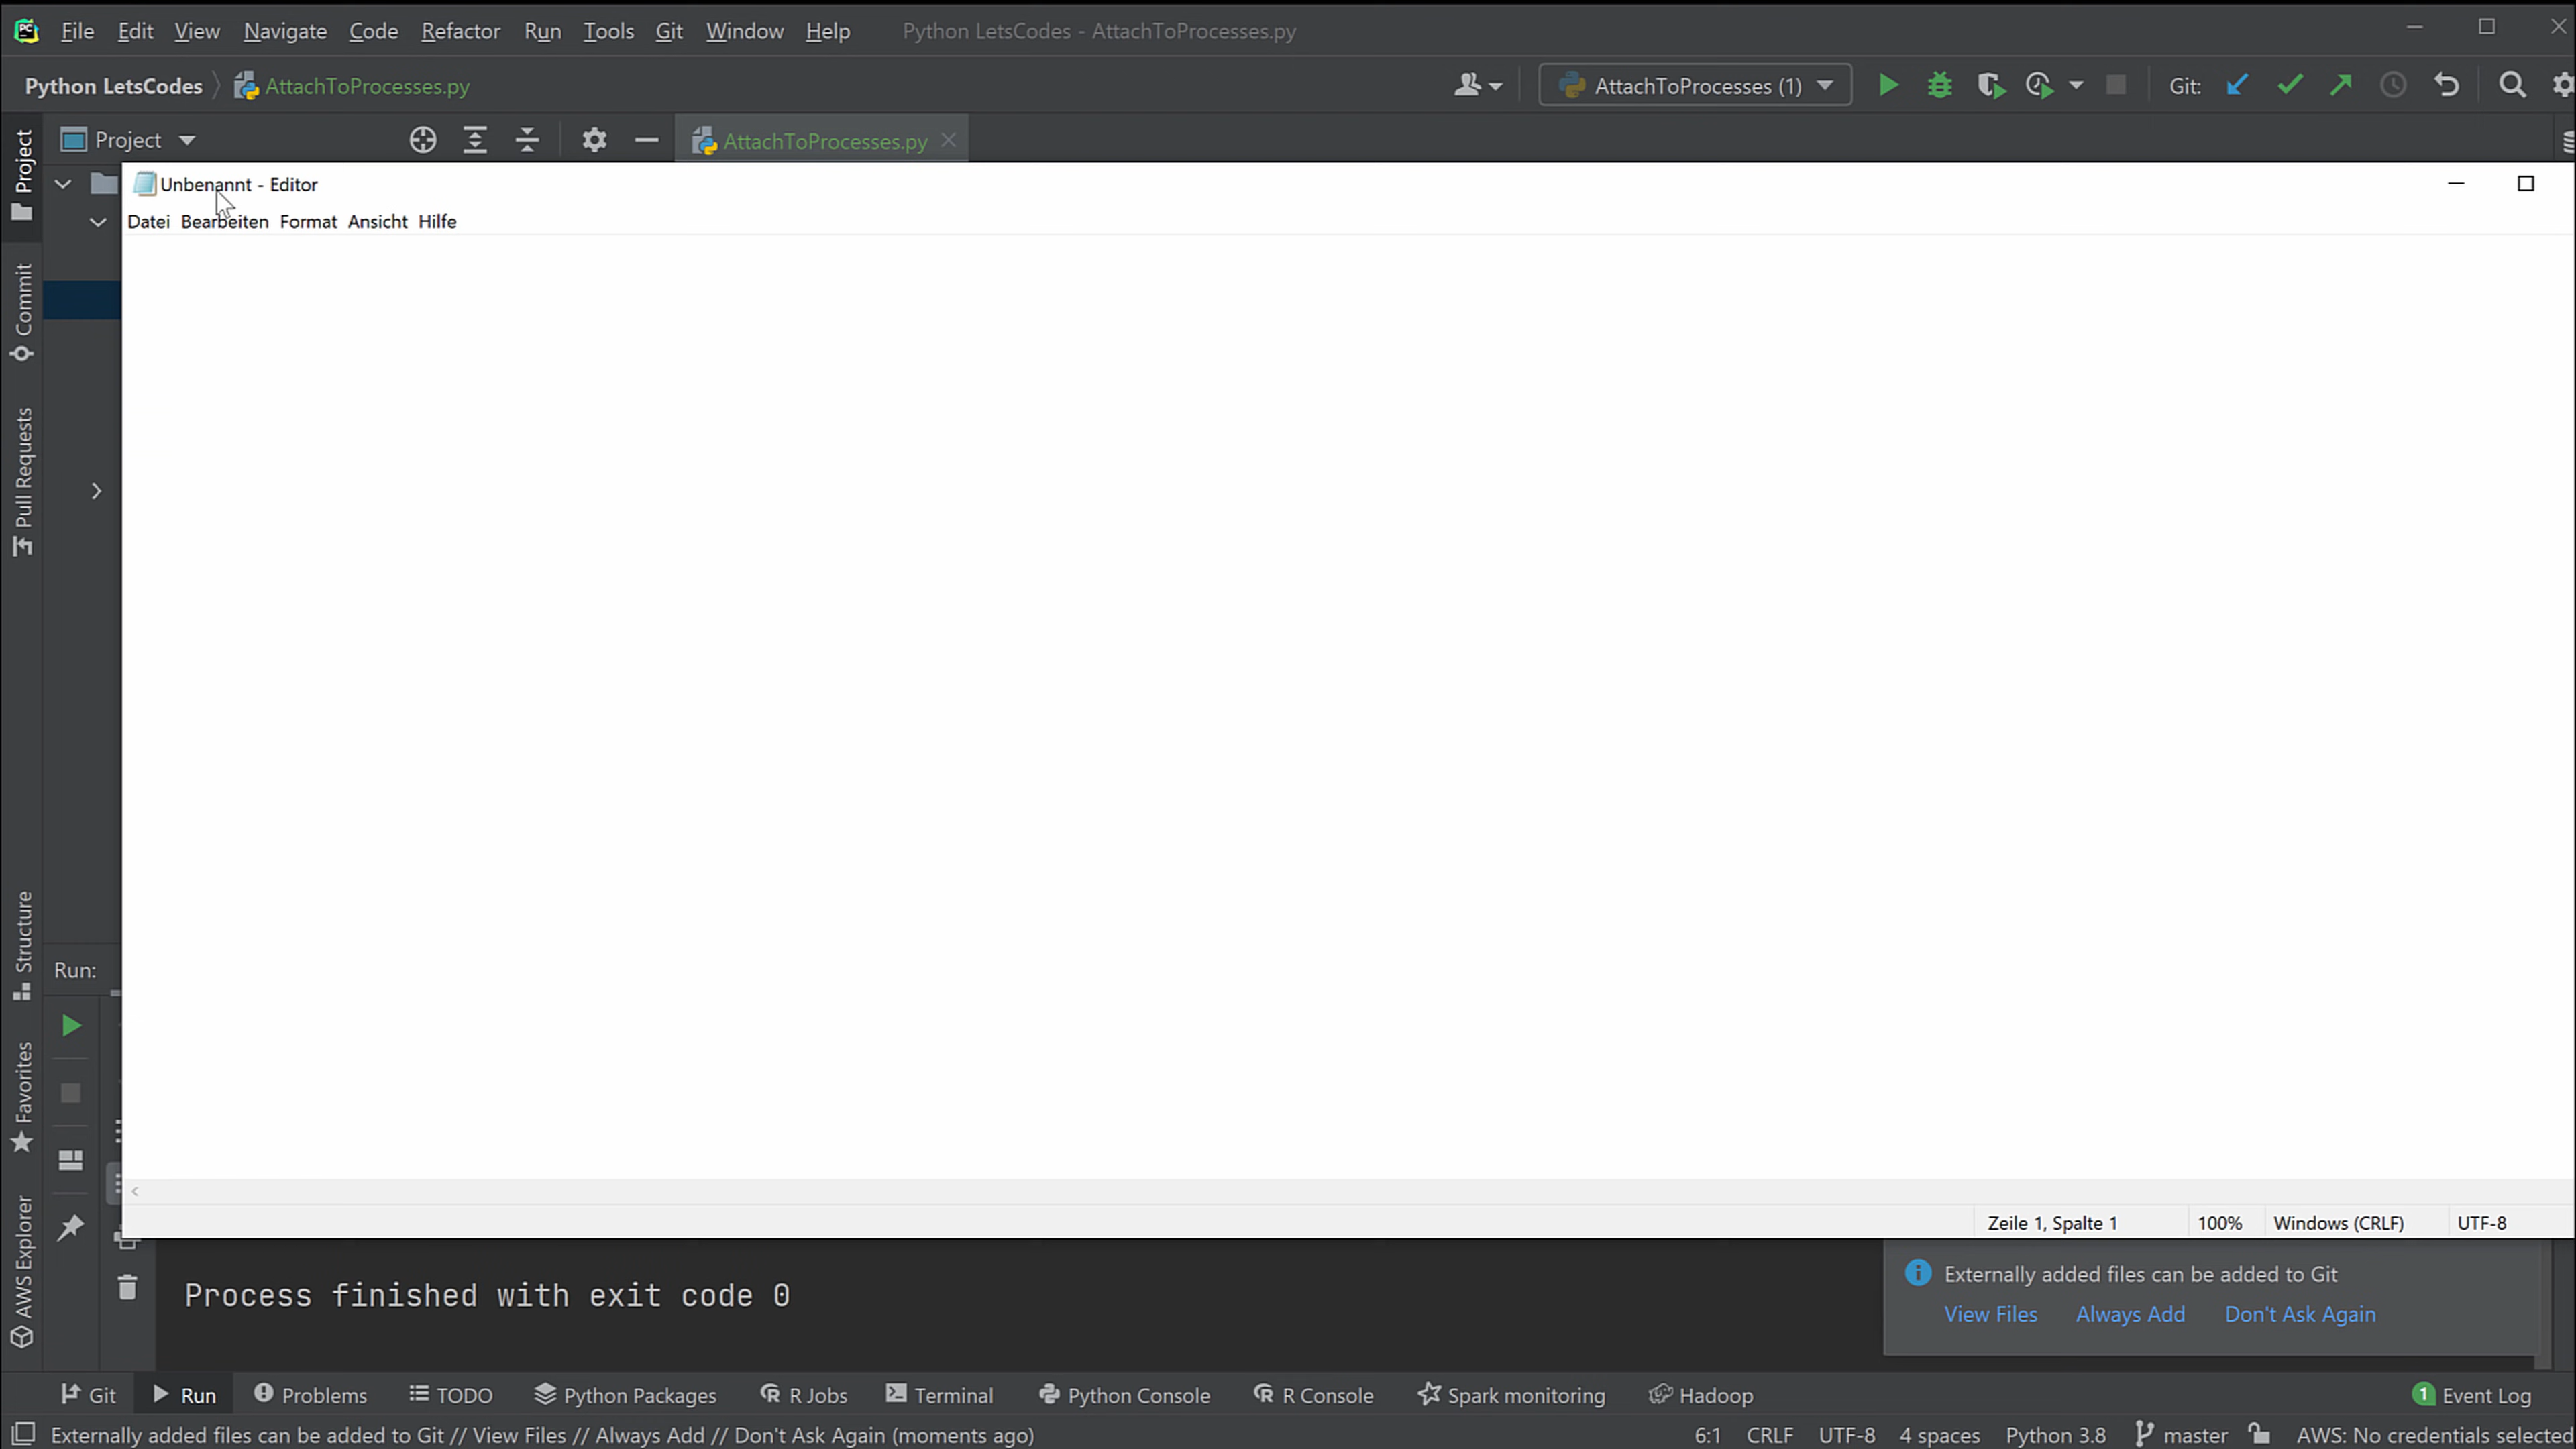 File Edit View Navigate Code Refactor Run Tools Git Window Help Python LetsCodes - AttachToProcesses.py
Python LetsCodes AttachToProcesses.py AttachToProcesses (1) Git:
Project AttachToProcesses.py
Unbenannt - Editor
Datei Bearbeiten Format Ansicht Hilfe
Project
Commit
Pull Requests
Structure
Favorites
AWS Explorer
Run:
Zeile 1, Spalte 1 100% Windows (CRLF) UTF-8
Process finished with exit code 0
Externally added files can be added to Git
View Files Always Add Don't Ask Again
Git Run Problems TODO Python Packages R Jobs Terminal Python Console R Console Spark monitoring Hadoop 1 Event Log
Externally added files can be added to Git // View Files // Always Add // Don't Ask Again (moments ago) 6:1 CRLF UTF-8 4 spaces Python 3.8 master AWS: No credentials selected